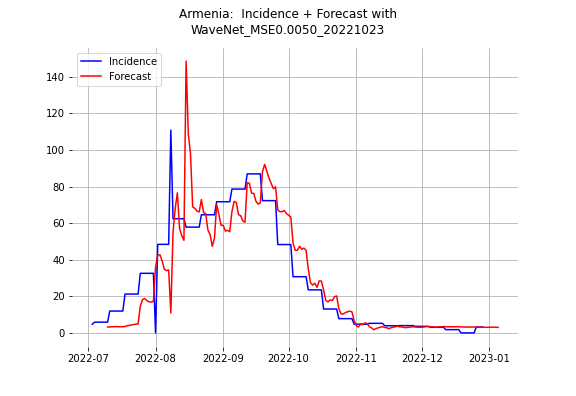 Armenia:  Incidence + Forecast with
WaveNet_MSE0.0050_20221023
Incidence
Forecast
140
120
100
80
60
40
20
0
2022-07 2022-08 2022-09 2022-10 2022-11 2022-12 2023-01